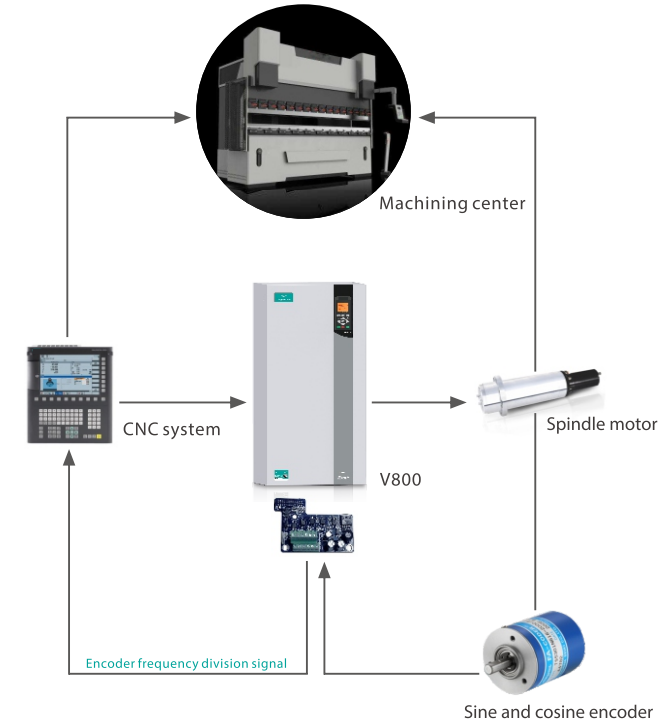 Machining center
CNC system
Spindle motor
V800
Encoder frequency division signal
Sine and cosine encoder